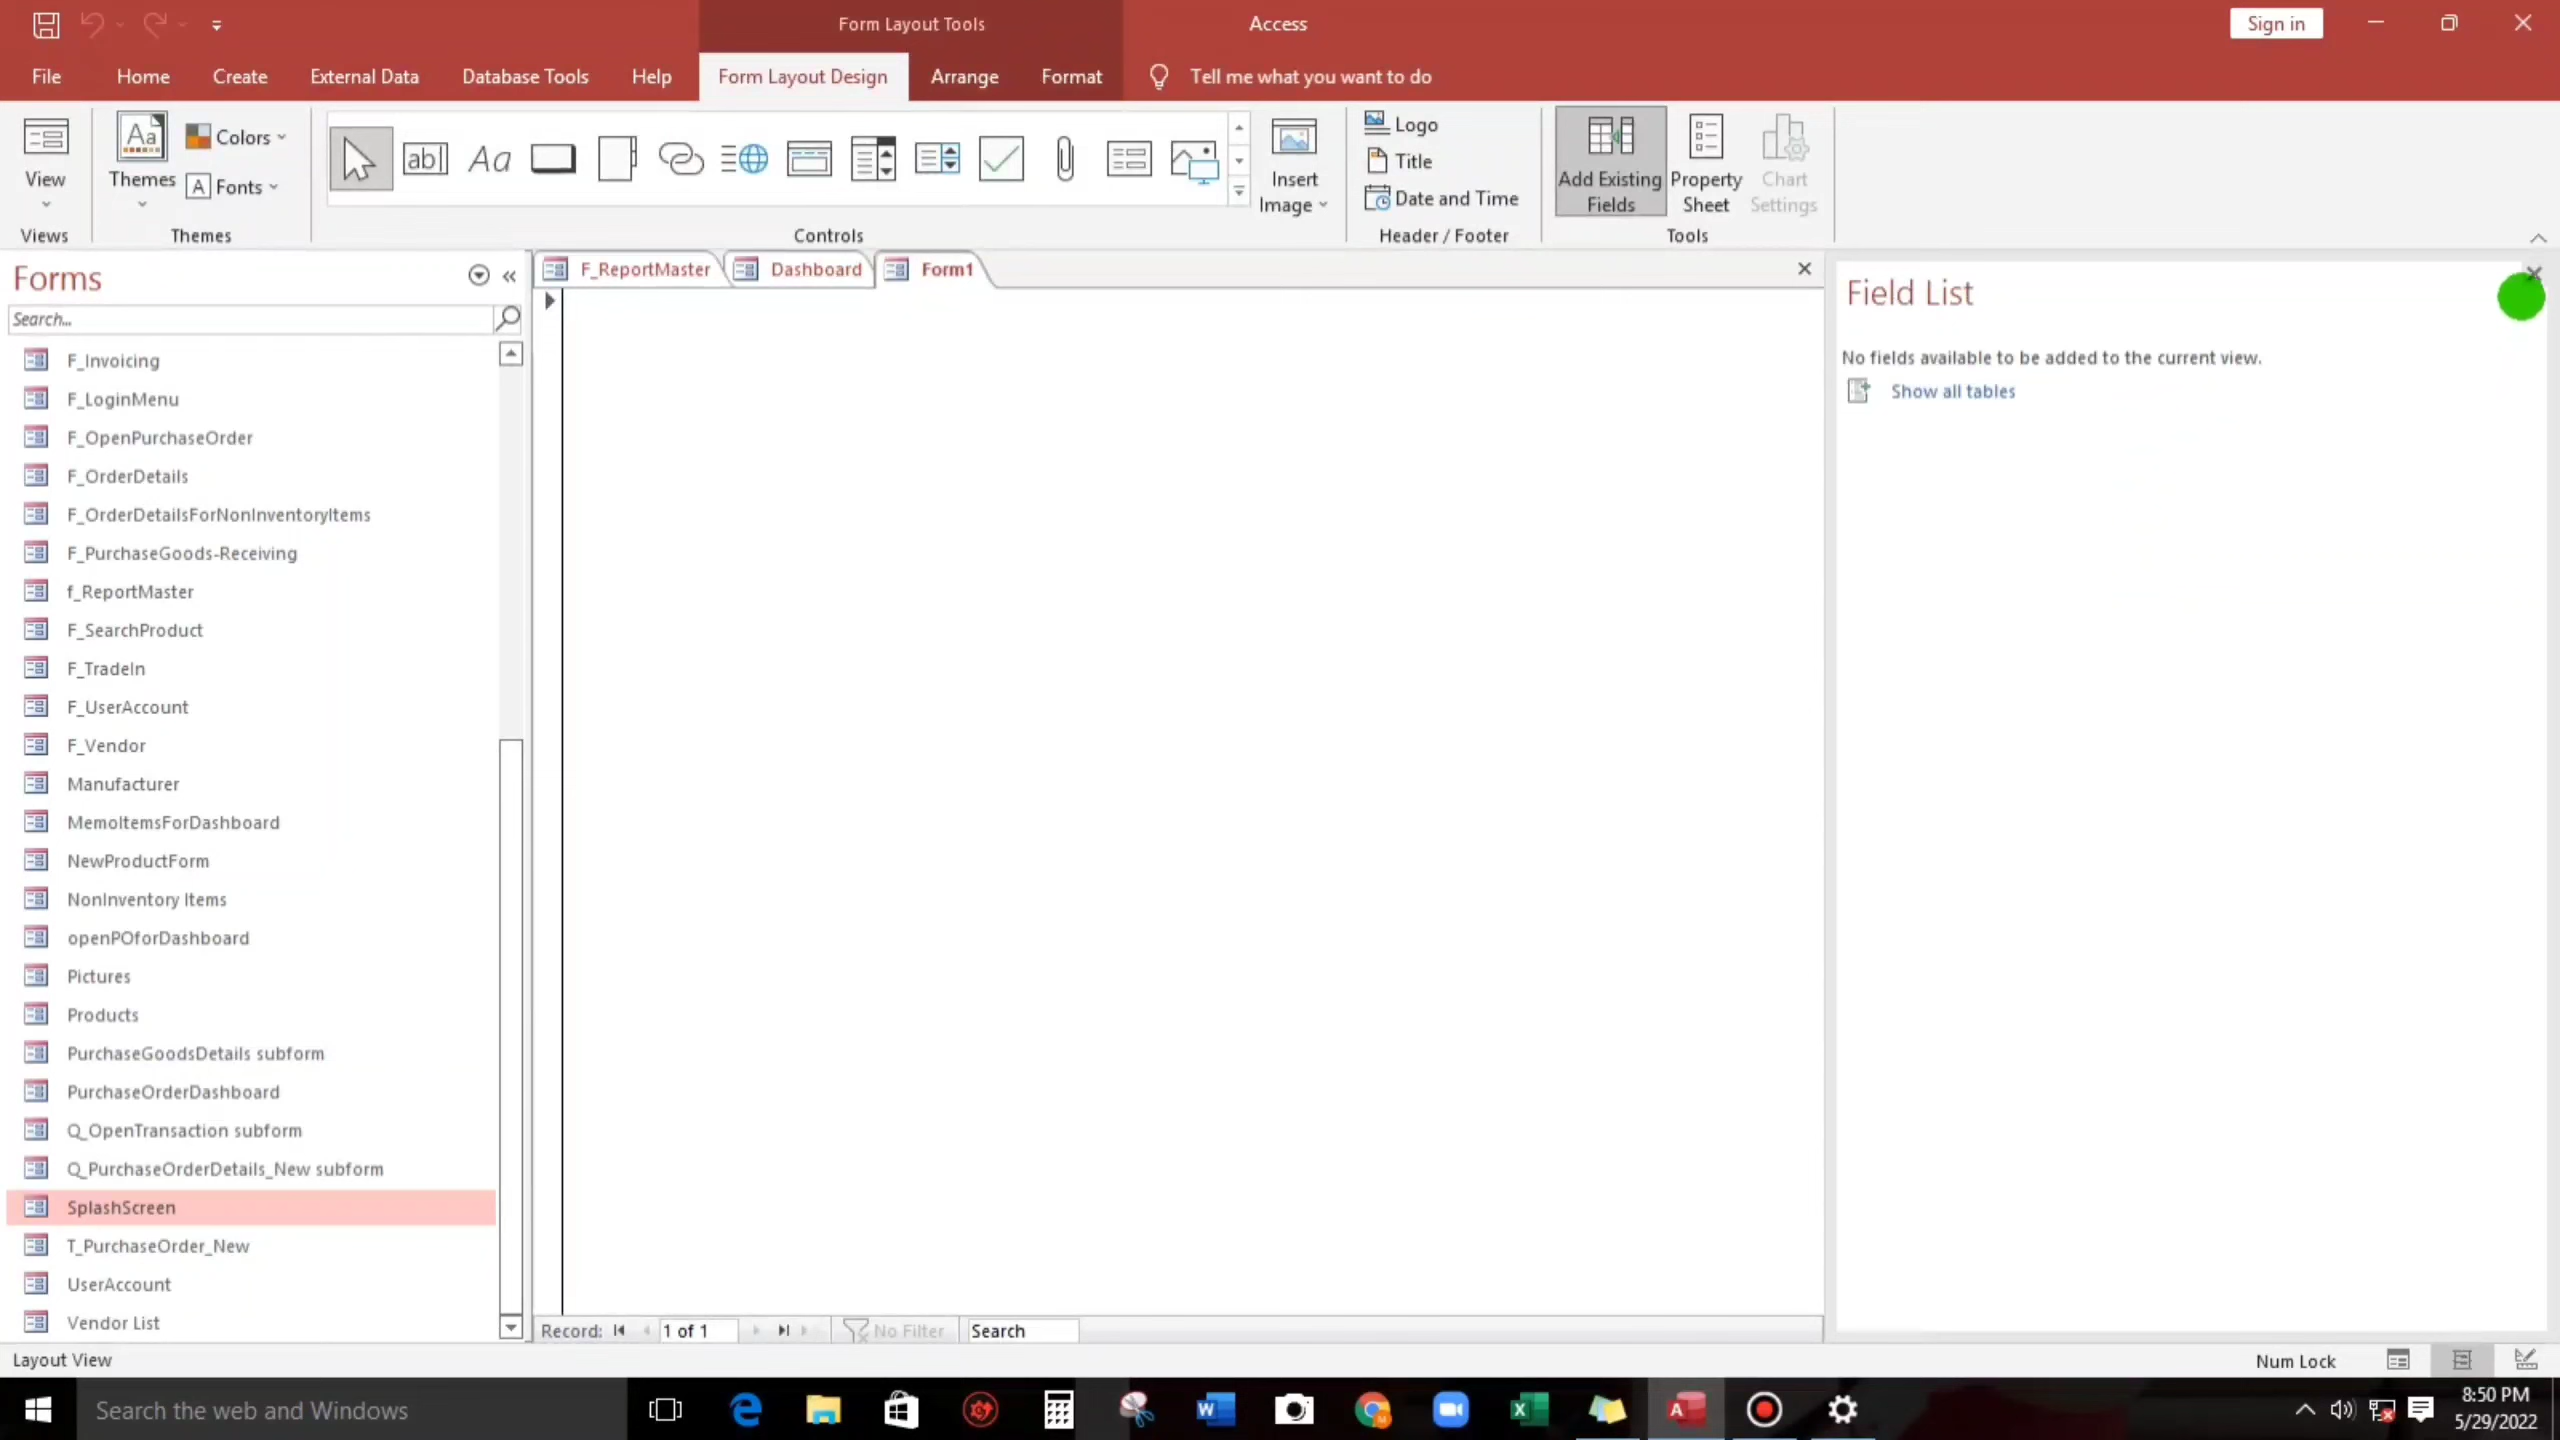 Form Layout Tools
Access
Sign in
File
Home
Create
External Data
Database Tools
Help
Form Layout Design
Arrange
Format
Tell me what you want to do
View
Views
Aa
Themes
Colors
A Fonts
Themes
ab
Aa
Controls
Insert
Image
Logo
Title
Date and Time
Header / Footer
Add Existing
Fields
Property
Sheet
Chart
Settings
Tools
Forms
Search...
F_Invoicing
F_LoginMenu
F_OpenPurchaseOrder
F_OrderDetails
F_OrderDetailsForNonInventoryItems
F_PurchaseGoods-Receiving
f_ReportMaster
F_SearchProduct
F_TradeIn
F_UserAccount
F_Vendor
Manufacturer
MemoItemsForDashboard
NewProductForm
NonInventory Items
openPOforDashboard
Pictures
Products
PurchaseGoodsDetails subform
PurchaseOrderDashboard
Q_OpenTransaction subform
Q_PurchaseOrderDetails_New subform
SplashScreen
T_PurchaseOrder_New
UserAccount
Vendor List
F_ReportMaster
Dashboard
Form1
Record:
1 of 1
No Filter
Search
Field List
No fields available to be added to the current view.
Show all tables
Layout View
Num Lock
Search the web and Windows
8:50 PM
5/29/2022